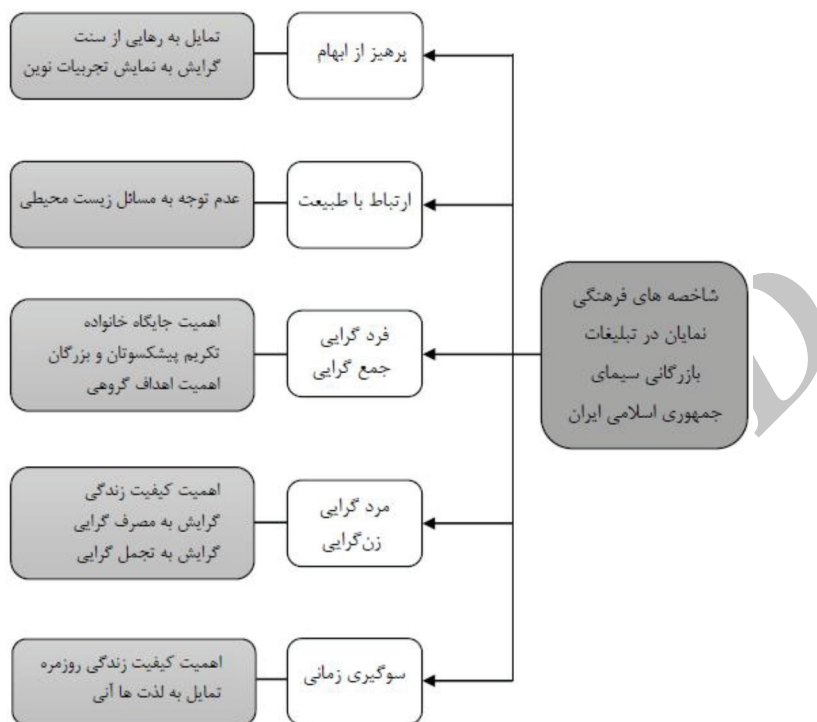 شاخصه های فرهنگی
نمایان در تبلیغات
بازرگانی سیمای
جمهوری اسلامی ایران
پرهیز از ابهام
تمایل به رهایی از سنت
گرایش به نمایش تجربیات نوین
ارتباط با طبیعت
عدم توجه به مسائل زیست محیطی
فرد گرایی
جمع گرایی
اهمیت جایگاه خانواده
تکریم پیشکسوتان و بزرگان
اهمیت اهداف گروهی
مرد گرایی
زن‌گرایی
اهمیت کیفیت زندگی
گرایش به مصرف گرایی
گرایش به تجمل گرایی
سوگیری زمانی
اهمیت کیفیت زندگی روزمره
تمایل به لذت ها آنی
D